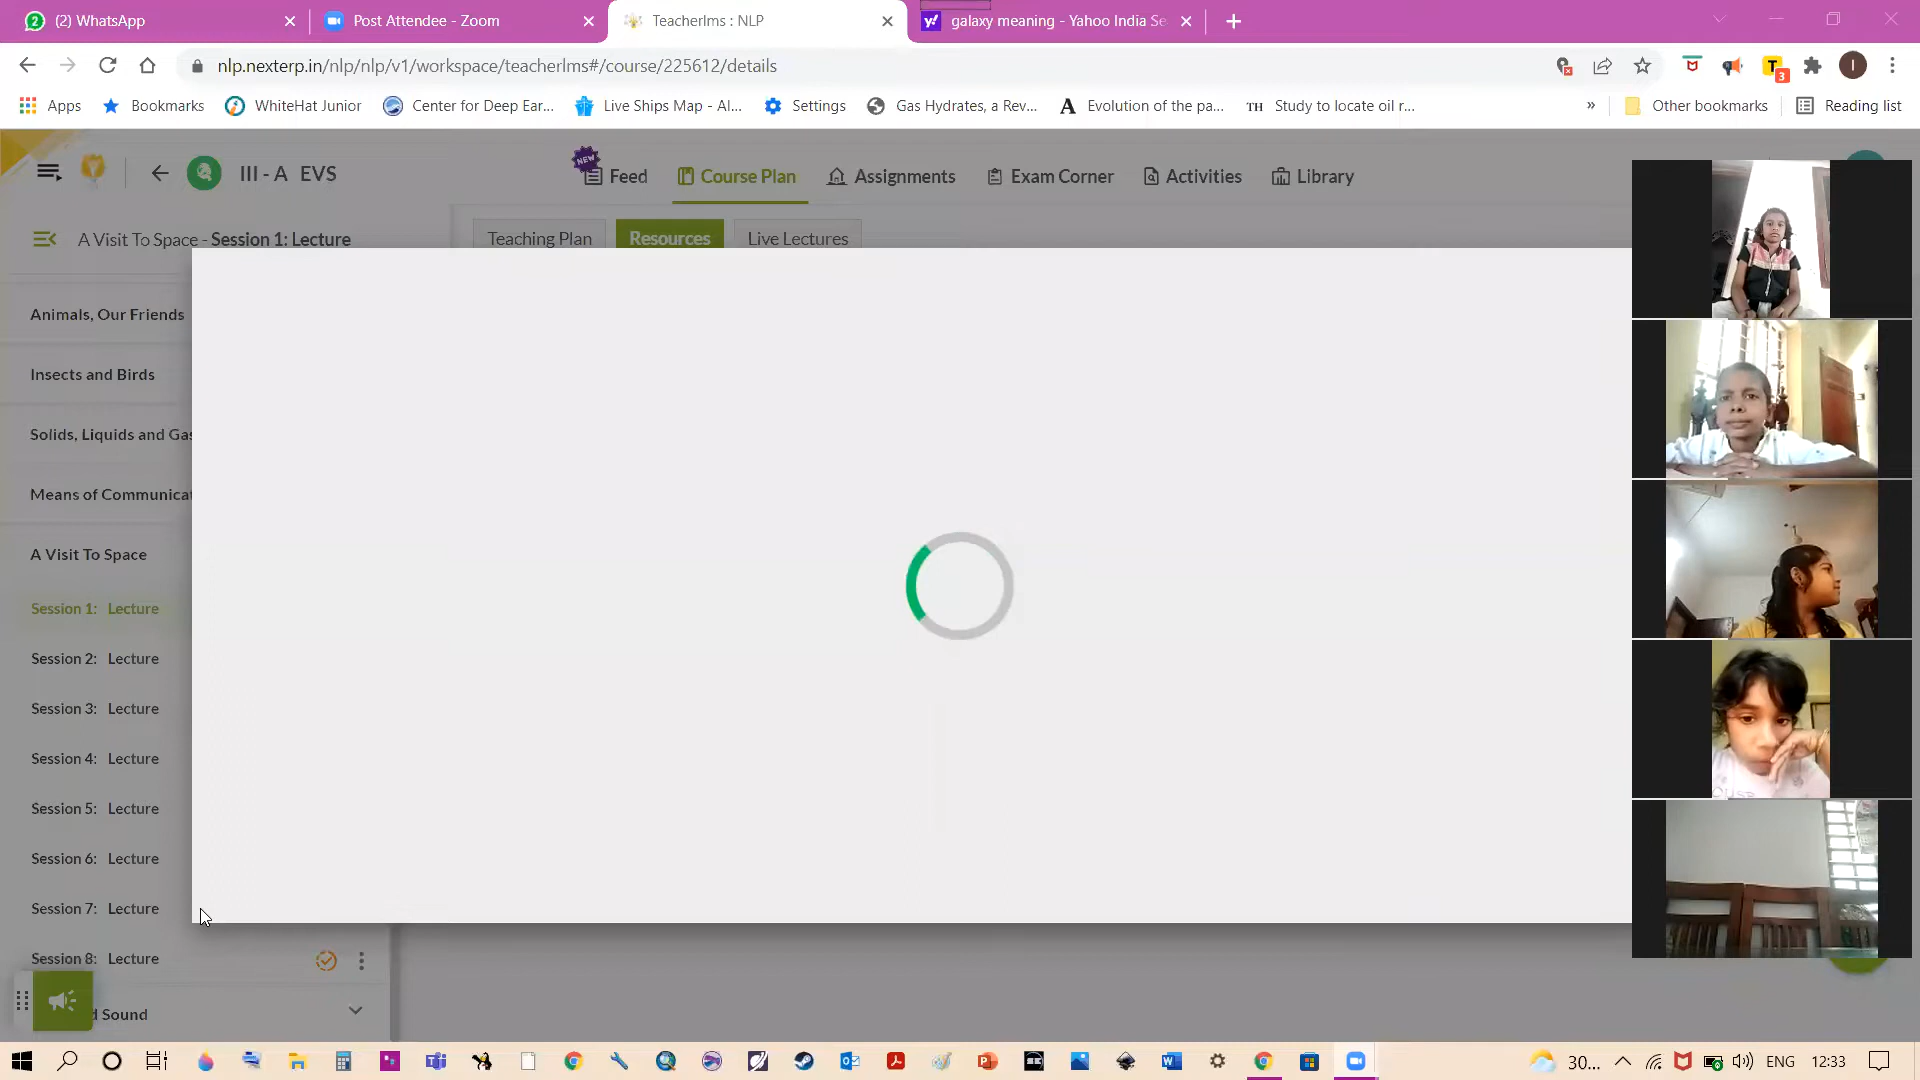 (2) WhatsApp
Post Attendee - Zoom
Teacherlms : NLP
galaxy meaning - Yahoo India Se
nlp.nexterp.in/nlp/nlp/v1/workspace/teacherlms#/course/225612/details
T
3
I
Apps
Bookmarks
WhiteHat Junior
Center for Deep Ear...
Live Ships Map - Al...
Settings
Gas Hydrates, a Rev...
A Evolution of the pa...
TH Study to locate oil r...
»
Other bookmarks
Reading list
III - A EVS
NEW
Feed
Course Plan
Assignments
Exam Corner
Activities
Library
A Visit To Space - Session 1: Lecture
Teaching Plan
Resources
Live Lectures
Animals, Our Friends
Insects and Birds
Solids, Liquids and Gas
Means of Communicat
A Visit To Space
Session 1: Lecture
Session 2: Lecture
Session 3: Lecture
Session 4: Lecture
Session 5: Lecture
Session 6: Lecture
Session 7: Lecture
Session 8: Lecture
d Sound
30...
ENG
12:33